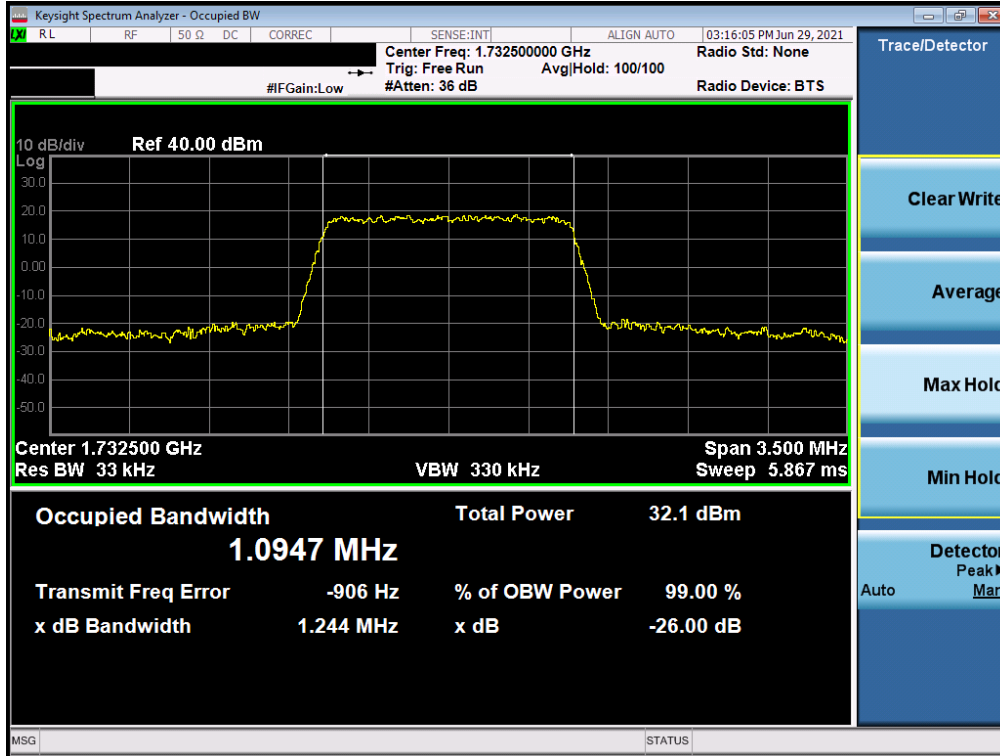 Keysight Spectrum Analyzer - Occupied BW
LXI RL RF 50 Ω DC CORREC SENSE:INT ALIGN AUTO 03:16:05 PM Jun 29, 2021
Center Freq: 1.732500000 GHz Radio Std: None
Trig: Free Run Avg|Hold: 100/100
#IFGain:Low #Atten: 36 dB Radio Device: BTS
10 dB/div Ref 40.00 dBm
Log
30.0
20.0
10.0
0.00
-10.0
-20.0
-30.0
-40.0
-50.0
Center 1.732500 GHz Span 3.500 MHz
Res BW 33 kHz VBW 330 kHz Sweep 5.867 ms
Occupied Bandwidth Total Power 32.1 dBm
1.0947 MHz
Transmit Freq Error -906 Hz % of OBW Power 99.00 %
x dB Bandwidth 1.244 MHz x dB -26.00 dB
MSG STATUS
Trace/Detector
Clear Write
Average
Max Hold
Min Hold
Detector
Peak
Auto Man